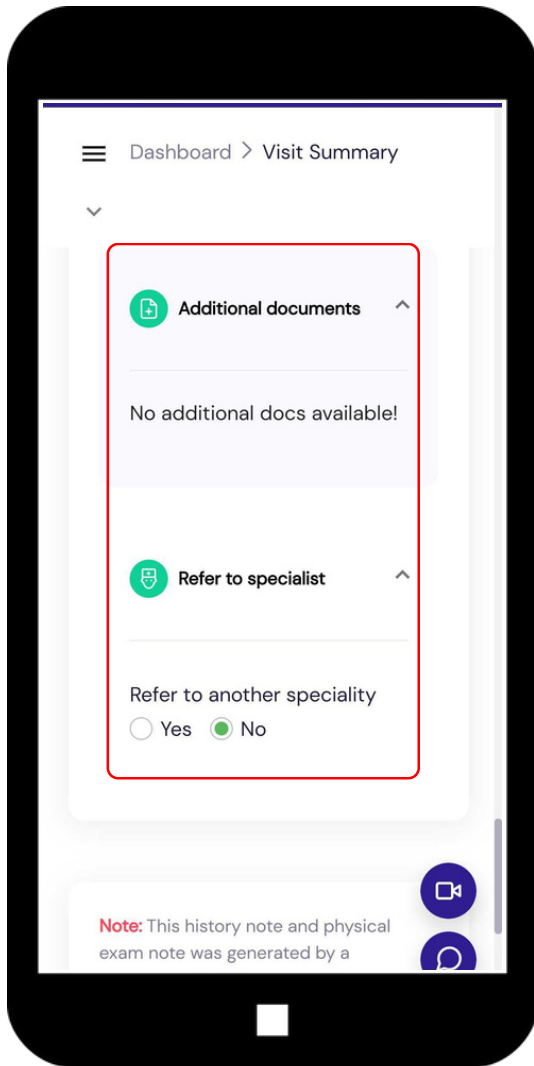 Dashboard > Visit Summary
Additional documents
No additional docs available!
Refer to specialist
Refer to another speciality
Yes No
Note: This history note and physical
exam note was generated by a